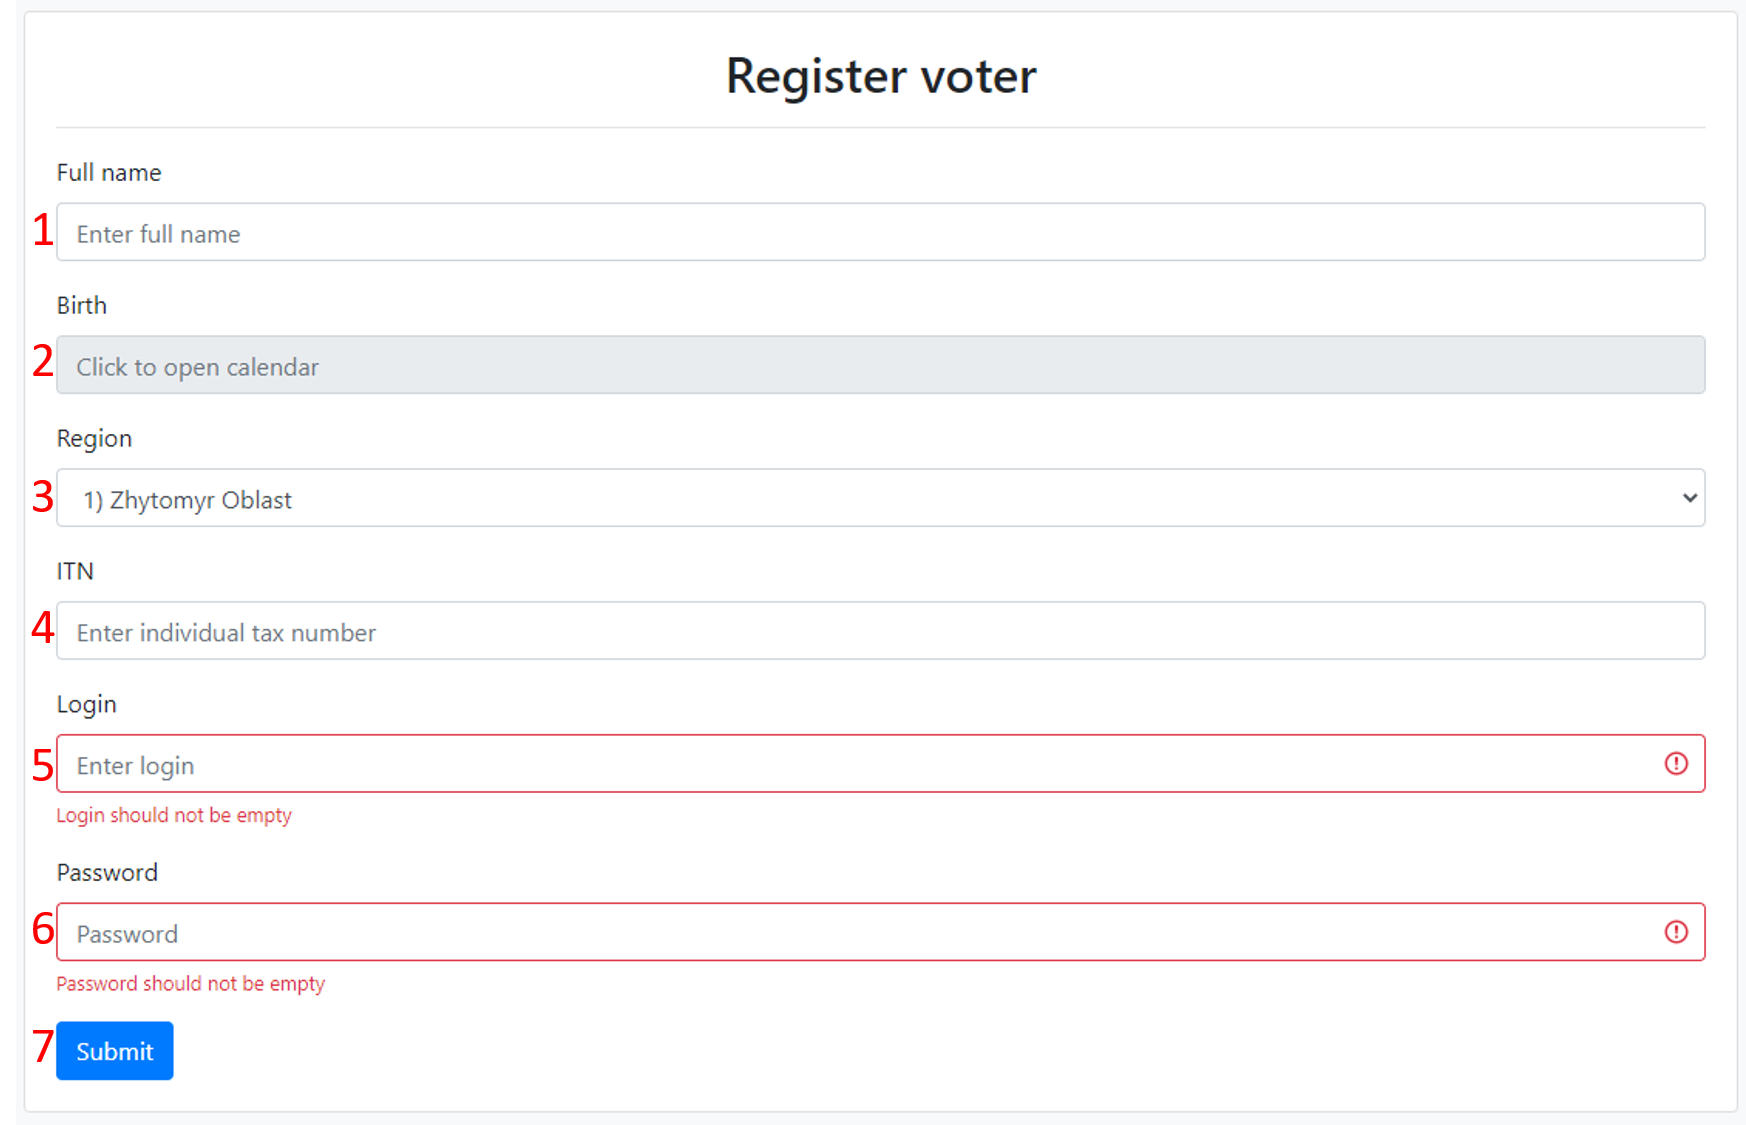 Register voter
Full name
1 Enter full name
Birth
2 Click to open calendar
Region
3 1) Zhytomyr Oblast
ITN
4 Enter individual tax number
Login
5 Enter login
Login should not be empty
Password
6 Password
Password should not be empty
7 Submit